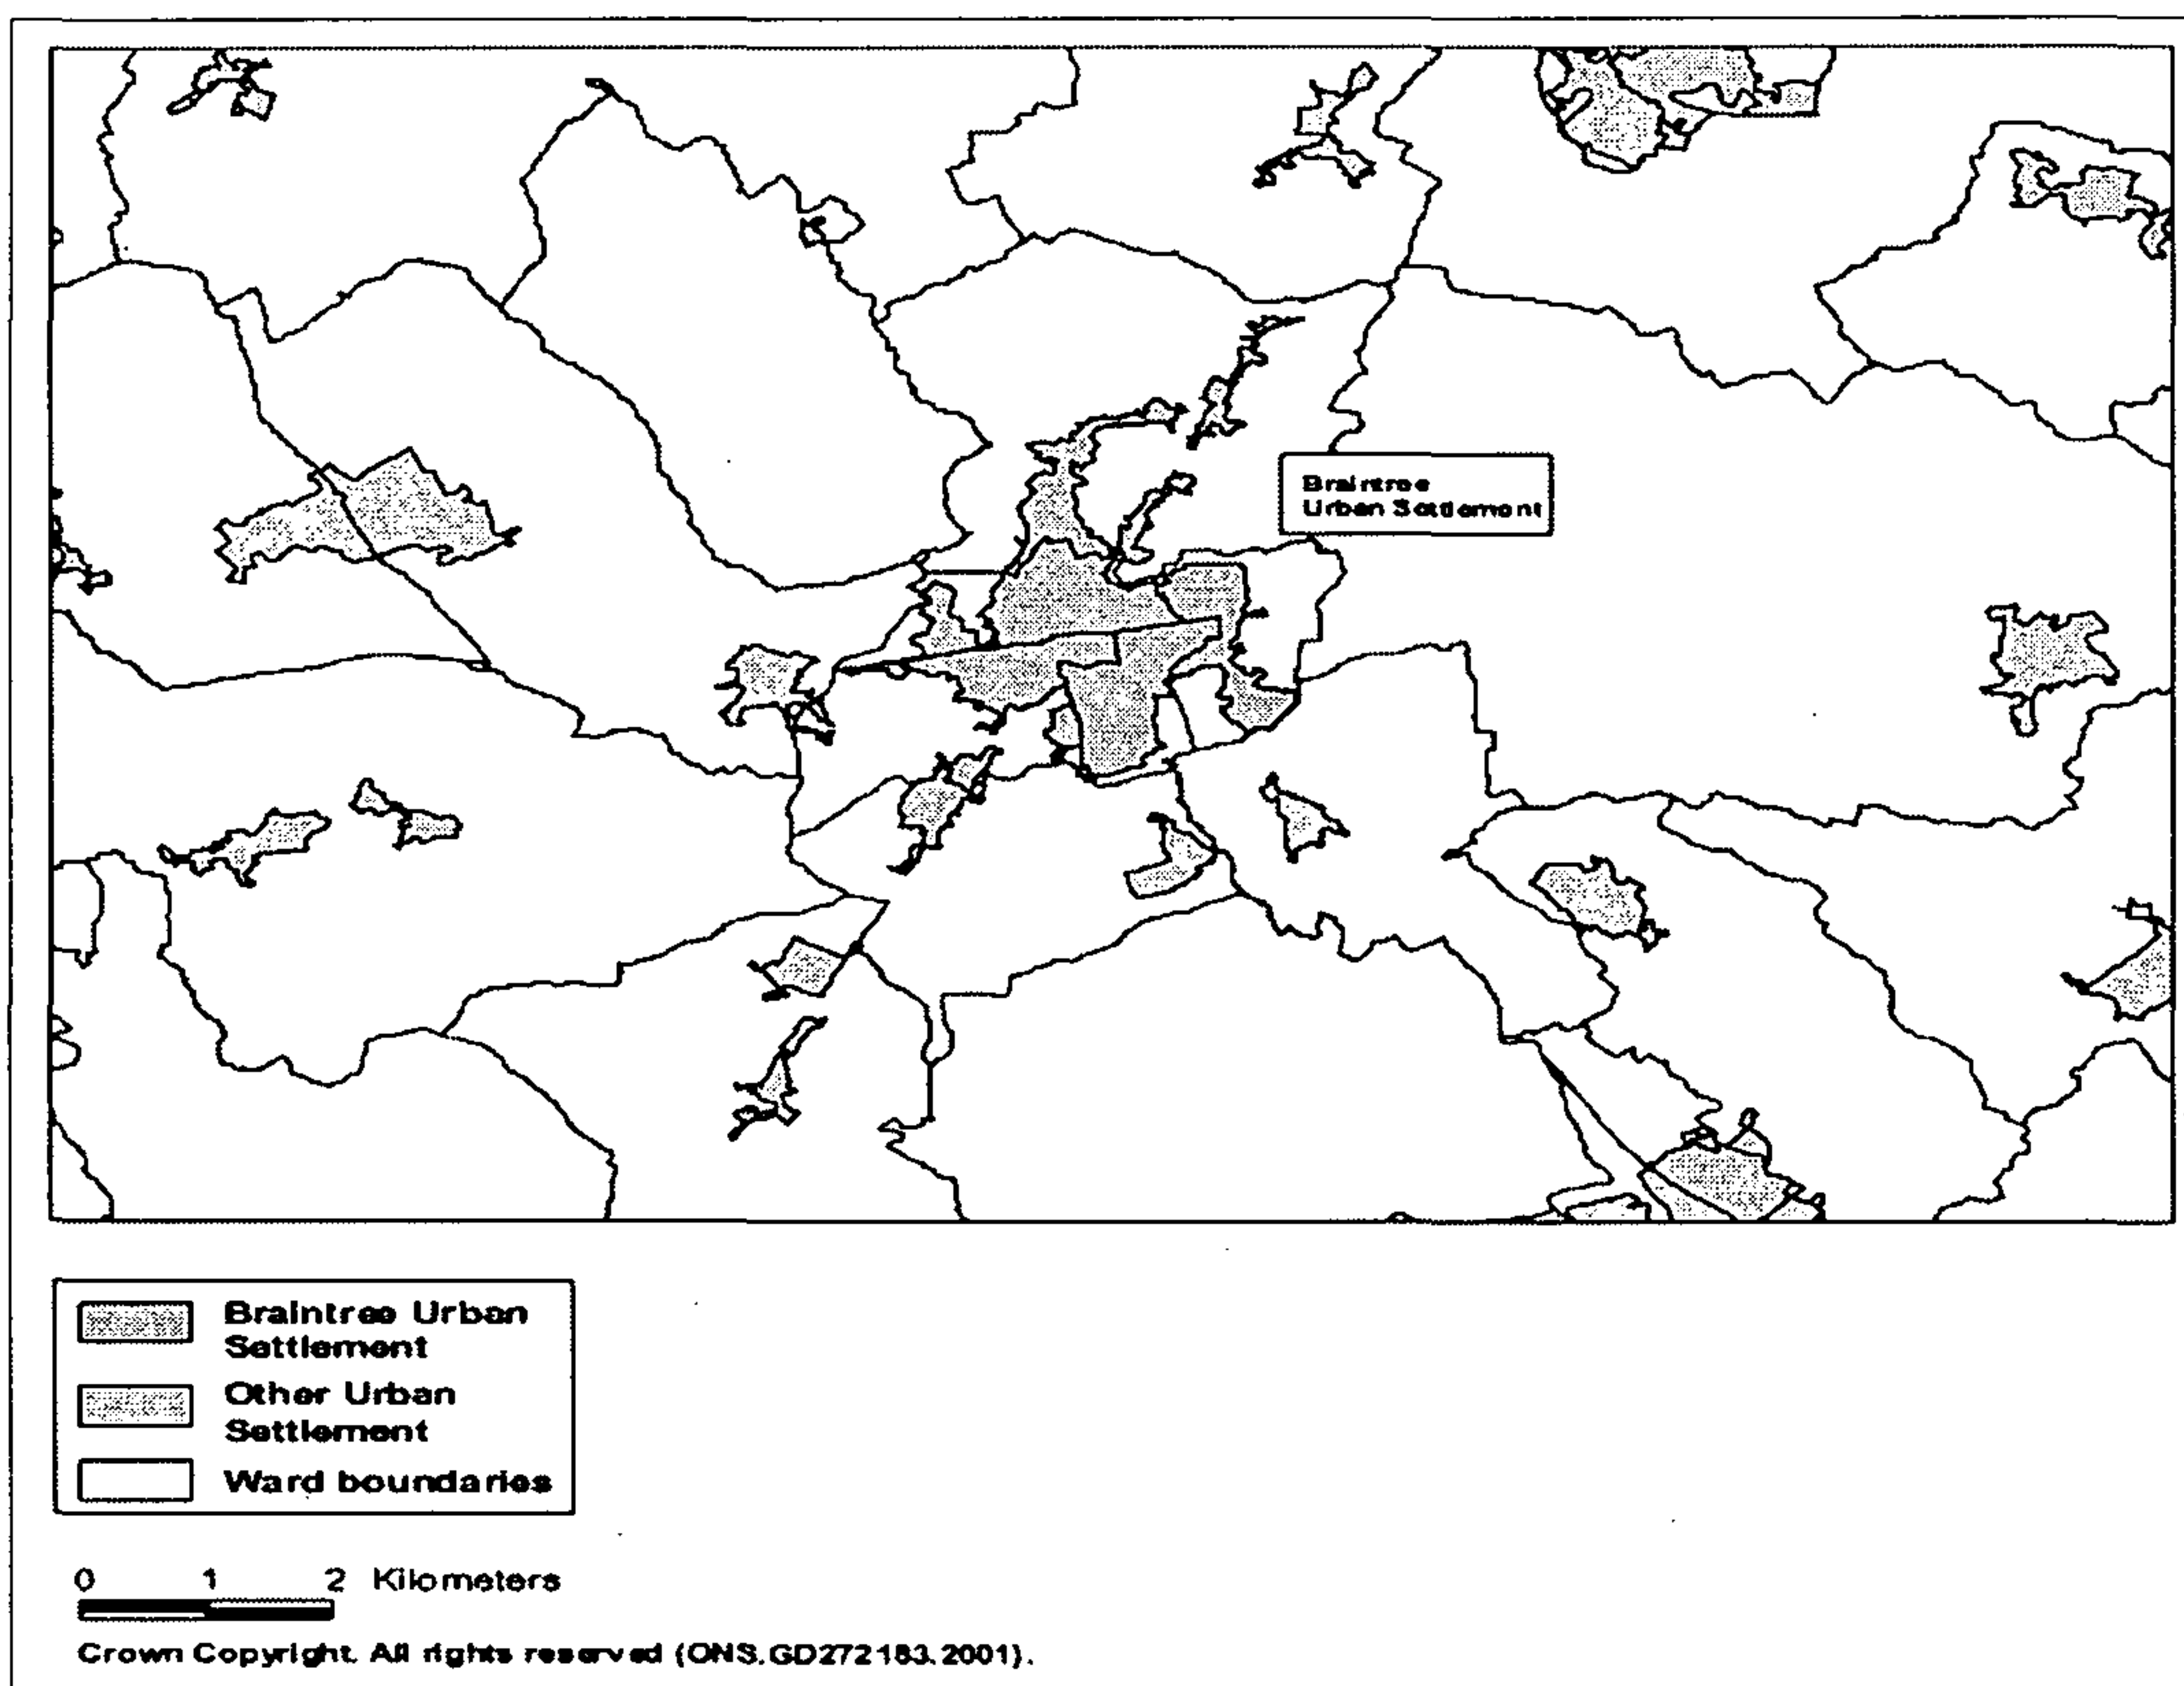 Braintree
Urban Settlement
Braintree Urban
Settlement
Other Urban
Settlement
Ward boundaries
0 1 2 Kilometers
Crown Copyright. All rights reserved (ONS.GD272183.2001).